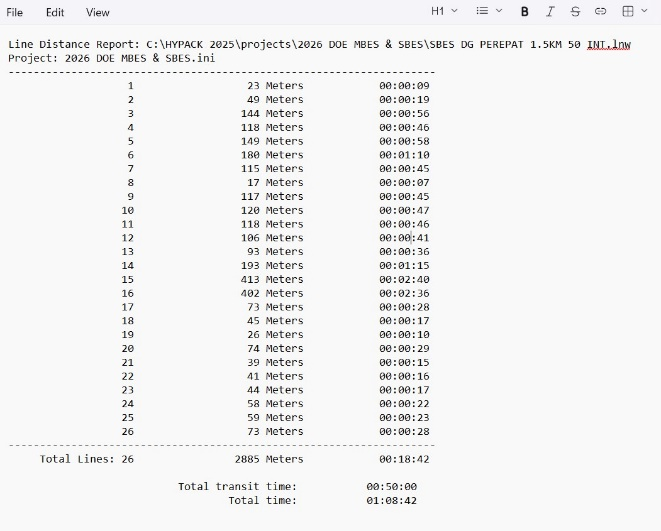 File Edit View H1 B I S
Line Distance Report: C:\HYPACK 2025\projects\2026 DOE MBES & SBES\SBES DG PEREPAT 1.5KM 50 INT.lnw
Project: 2026 DOE MBES & SBES.ini
--------------------------------------------------------------------
1 23 Meters 00:00:09
2 49 Meters 00:00:19
3 144 Meters 00:00:56
4 118 Meters 00:00:46
5 149 Meters 00:00:58
6 180 Meters 00:01:10
7 115 Meters 00:00:45
8 17 Meters 00:00:07
9 117 Meters 00:00:45
10 120 Meters 00:00:47
11 118 Meters 00:00:46
12 106 Meters 00:00:41
13 93 Meters 00:00:36
14 193 Meters 00:01:15
15 413 Meters 00:02:40
16 402 Meters 00:02:36
17 73 Meters 00:00:28
18 45 Meters 00:00:17
19 26 Meters 00:00:10
20 74 Meters 00:00:29
21 39 Meters 00:00:15
22 41 Meters 00:00:16
23 44 Meters 00:00:17
24 58 Meters 00:00:22
25 59 Meters 00:00:23
26 73 Meters 00:00:28
--------------------------------------------------------------------
Total Lines: 26 2885 Meters 00:18:42
Total transit time: 00:50:00
Total time: 01:08:42